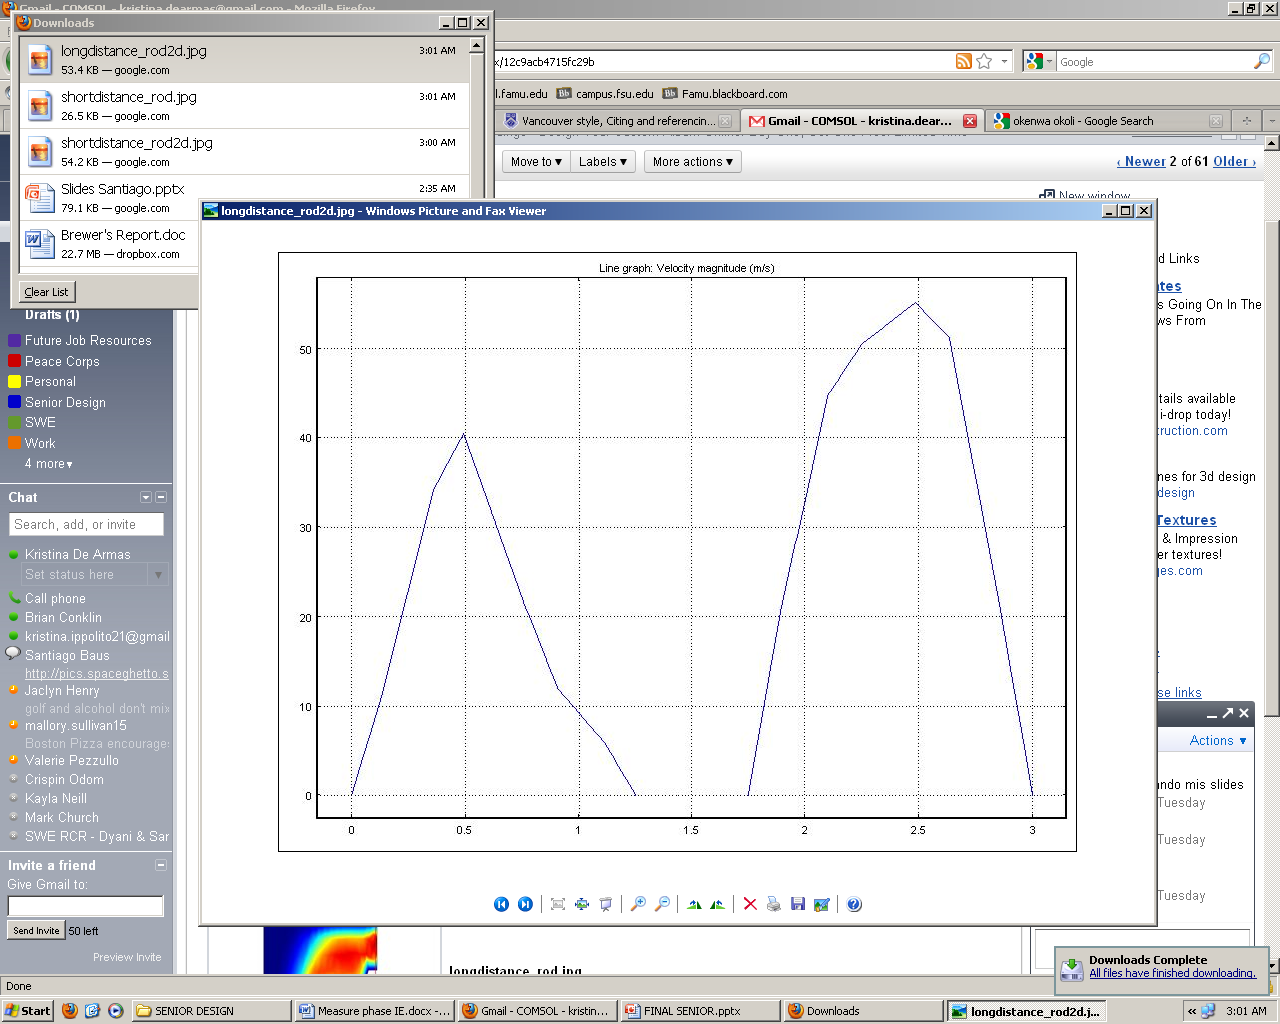 Gmail - COMSOL - kristina.dearmas@gmail.com - Mozilla Firefox
Downloads
longdistance_rod2d.jpg
3:01 AM
53.4 KB — google.com
shortdistance_rod.jpg
3:01 AM
26.5 KB — google.com
shortdistance_rod2d.jpg
3:00 AM
54.2 KB — google.com
Slides Santiago.pptx
2:35 AM
79.1 KB — google.com
Brewer's Report.doc
22.7 MB — dropbox.com
Clear List
x/12c9acb4715fc29b
Google
l.famu.edu
campus.fsu.edu
Famu.blackboard.com
Vancouver style, Citing and referencin...
Gmail - COMSOL - kristina.dear...
okenwa okoli - Google Search
Move to
Labels
More actions
‹ Newer 2 of 61 Older ›
New window
longdistance_rod2d.jpg - Windows Picture and Fax Viewer
Line graph: Velocity magnitude (m/s)
50
40
30
20
10
0
0 0.5 1 1.5 2 2.5 3
d Links
ates
s Going On In The
ws From
tails available
i-drop today!
truction.com
nes for 3d design
design
Textures
& Impression
er textures!
ges.com
se links
Actions
ando mis slides
Tuesday
Tuesday
Tuesday
Drafts (1)
Future Job Resources
Peace Corps
Personal
Senior Design
SWE
Work
4 more
Chat
Search, add, or invite
Kristina De Armas
Set status here
Call phone
Brian Conklin
kristina.ippolito21@gmail
Santiago Baus
http://pics.spaceghetto.s
Jaclyn Henry
golf and alcohol don't mix
mallory.sullivan15
Boston Pizza encourage
Valerie Pezzullo
Crispin Odom
Kayla Neill
Mark Church
SWE RCR - Dyani & Sar
Invite a friend
Give Gmail to:
Send Invite
50 left
Preview Invite
longdistance_rod.jpg
Downloads Complete
All files have finished downloading.
Done
Start
SENIOR DESIGN
Measure phase IE.docx -...
Gmail - COMSOL - kristin...
FINAL SENIOR.pptx
Downloads
longdistance_rod2d.j...
«
3:01 AM